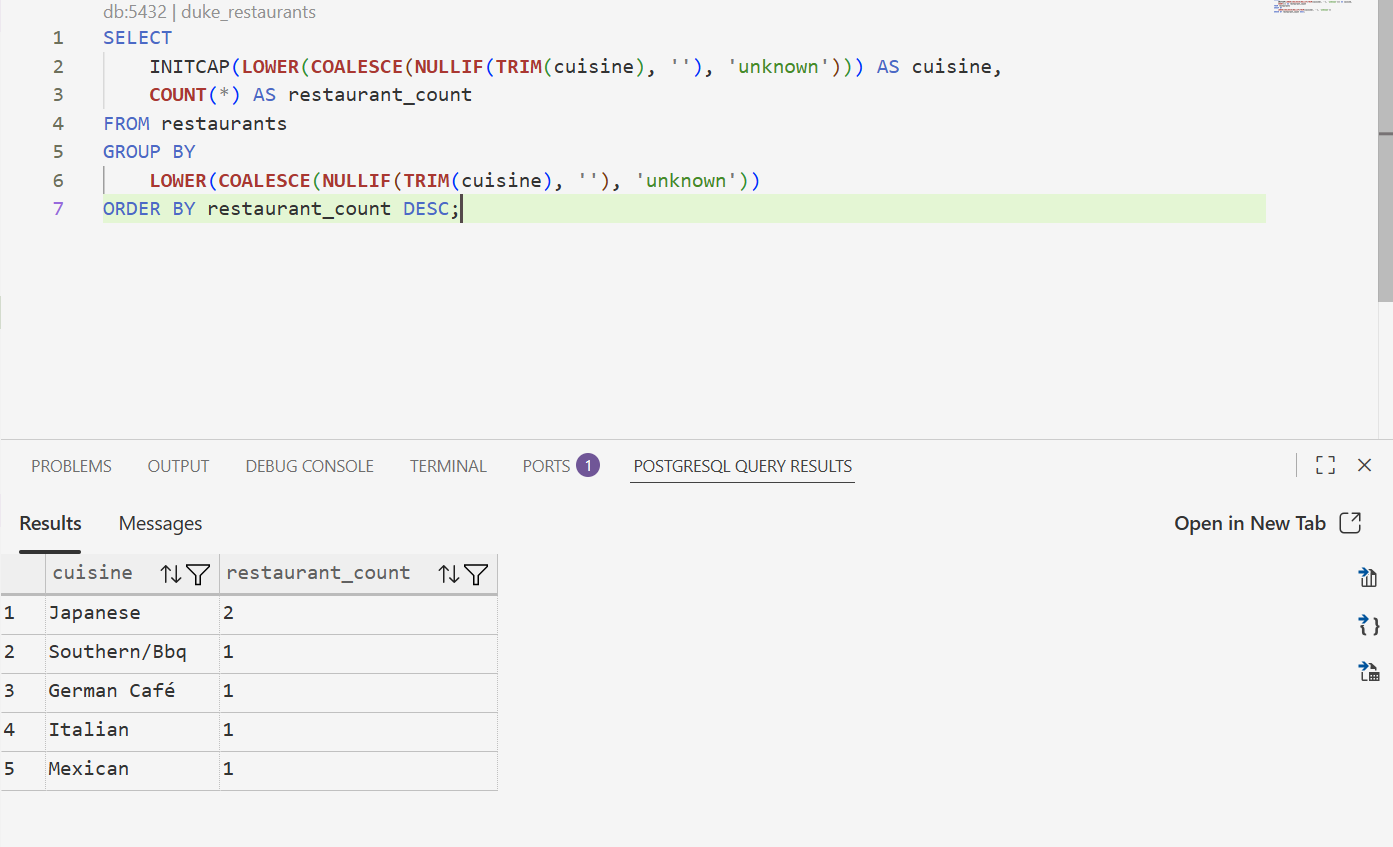 db:5432 | duke_restaurants
1 SELECT
2 INITCAP(LOWER(COALESCE(NULLIF(TRIM(cuisine), ''), 'unknown'))) AS cuisine,
3 COUNT(*) AS restaurant_count
4 FROM restaurants
5 GROUP BY
6 LOWER(COALESCE(NULLIF(TRIM(cuisine), ''), 'unknown'))
7 ORDER BY restaurant_count DESC;
PROBLEMS OUTPUT DEBUG CONSOLE TERMINAL PORTS 1 POSTGRESQL QUERY RESULTS
Results Messages Open in New Tab
cuisine restaurant_count
1 Japanese 2
2 Southern/Bbq 1
3 German Café 1
4 Italian 1
5 Mexican 1